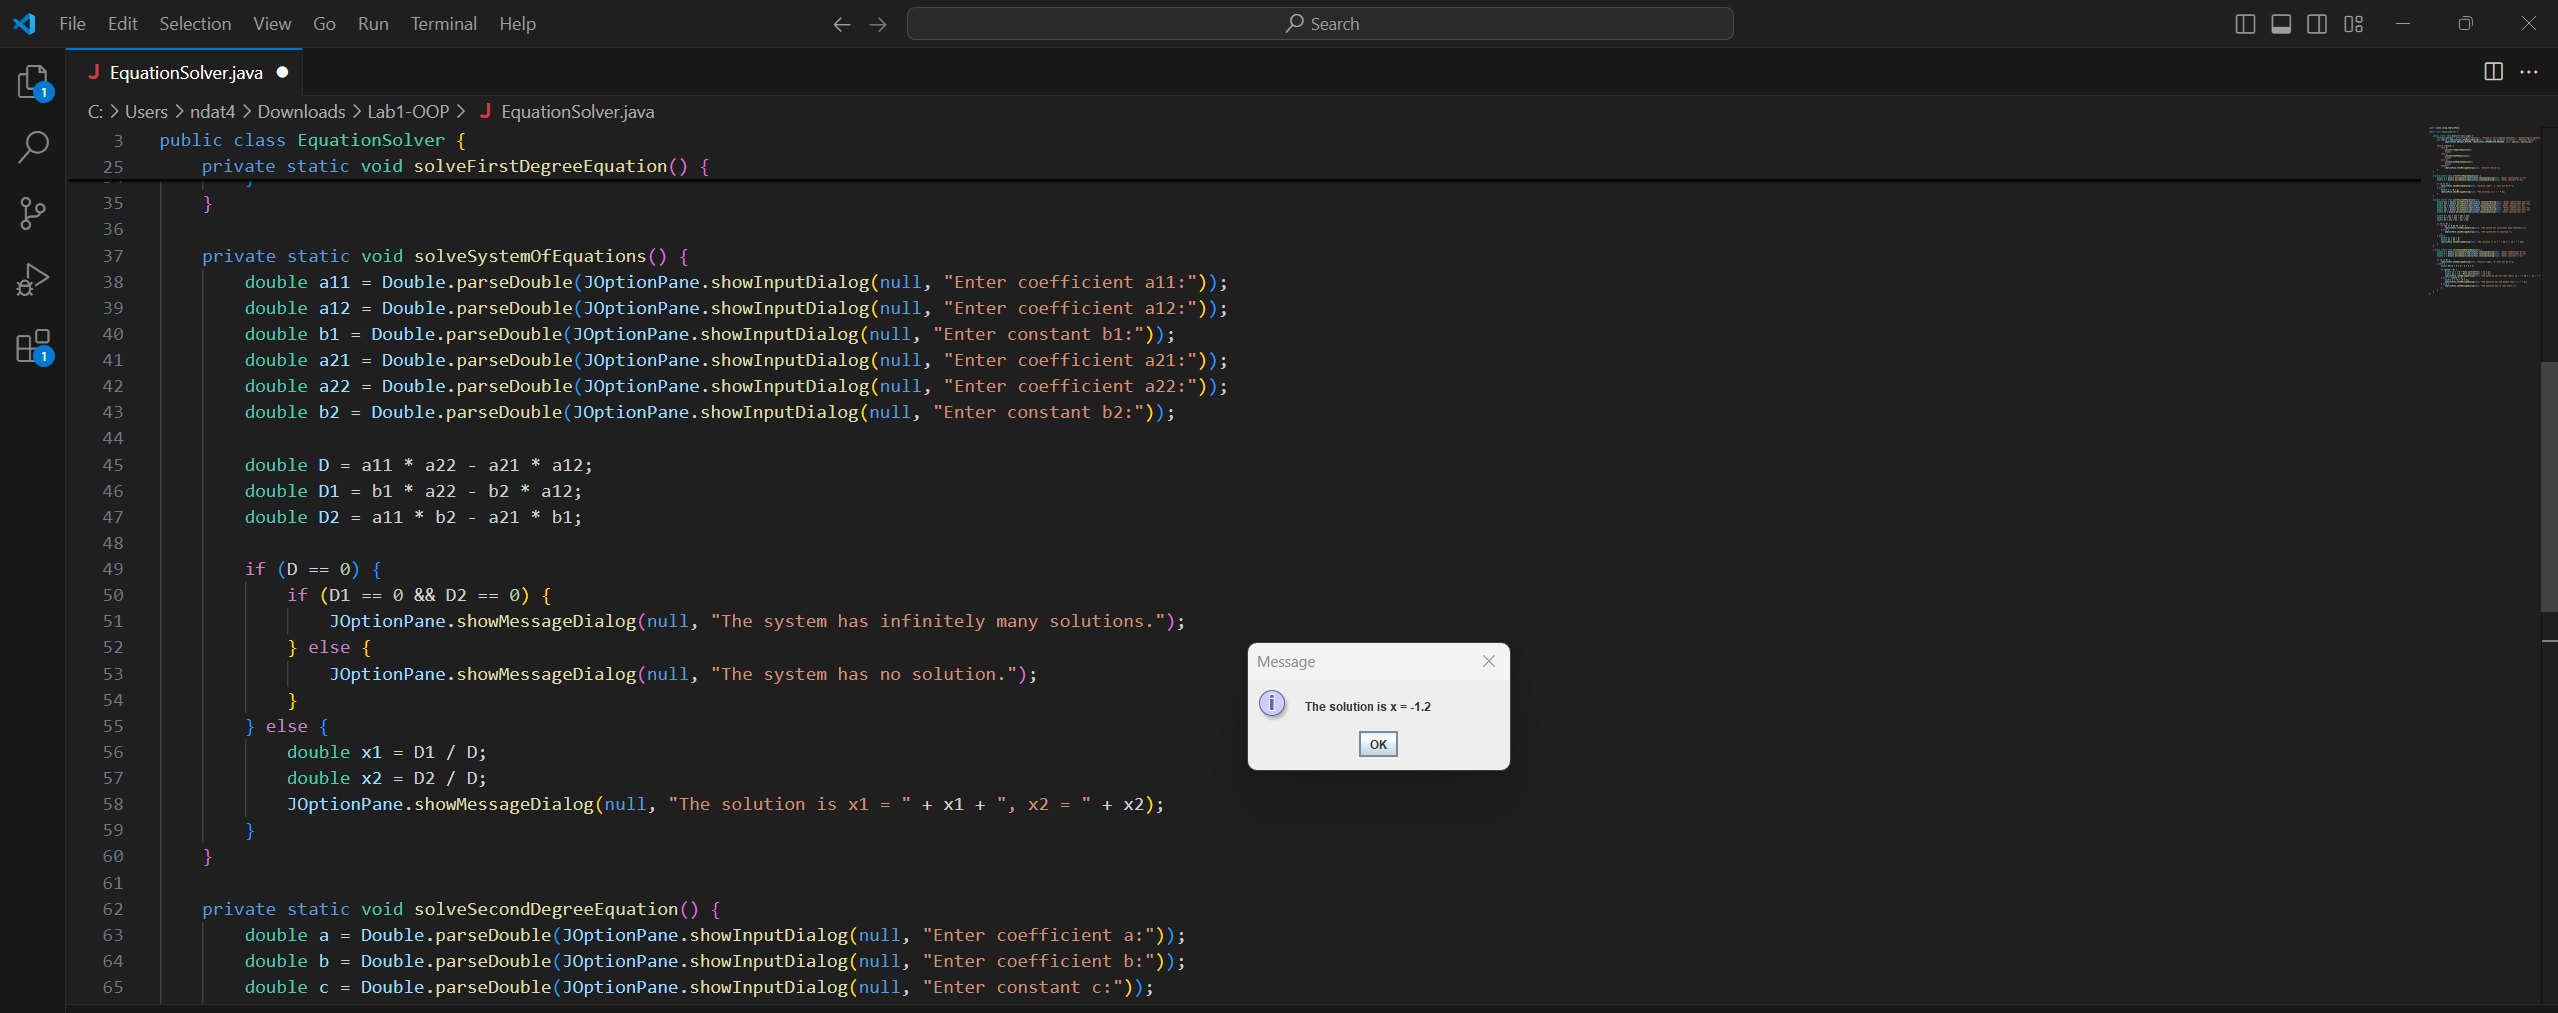 File Edit Selection View Go Run Terminal Help
Search
EquationSolver.java
C: > Users > ndat4 > Downloads > Lab1-OOP > J EquationSolver.java
1
1
3 public class EquationSolver {
25 private static void solveFirstDegreeEquation() {
35 }
36
37 private static void solveSystemOfEquations() {
38 double a11 = Double.parseDouble(JOptionPane.showInputDialog(null, "Enter coefficient a11:"));
39 double a12 = Double.parseDouble(JOptionPane.showInputDialog(null, "Enter coefficient a12:"));
40 double b1 = Double.parseDouble(JOptionPane.showInputDialog(null, "Enter constant b1:"));
41 double a21 = Double.parseDouble(JOptionPane.showInputDialog(null, "Enter coefficient a21:"));
42 double a22 = Double.parseDouble(JOptionPane.showInputDialog(null, "Enter coefficient a22:"));
43 double b2 = Double.parseDouble(JOptionPane.showInputDialog(null, "Enter constant b2:"));
44
45 double D = a11 * a22 - a21 * a12;
46 double D1 = b1 * a22 - b2 * a12;
47 double D2 = a11 * b2 - a21 * b1;
48
49 if (D == 0) {
50 if (D1 == 0 && D2 == 0) {
51 JOptionPane.showMessageDialog(null, "The system has infinitely many solutions.");
52 } else {
53 JOptionPane.showMessageDialog(null, "The system has no solution.");
54 }
55 } else {
56 double x1 = D1 / D;
57 double x2 = D2 / D;
58 JOptionPane.showMessageDialog(null, "The solution is x1 = " + x1 + ", x2 = " + x2);
59 }
60 }
61
62 private static void solveSecondDegreeEquation() {
63 double a = Double.parseDouble(JOptionPane.showInputDialog(null, "Enter coefficient a:"));
64 double b = Double.parseDouble(JOptionPane.showInputDialog(null, "Enter coefficient b:"));
65 double c = Double.parseDouble(JOptionPane.showInputDialog(null, "Enter constant c:"));
Message
The solution is x = -1.2
OK